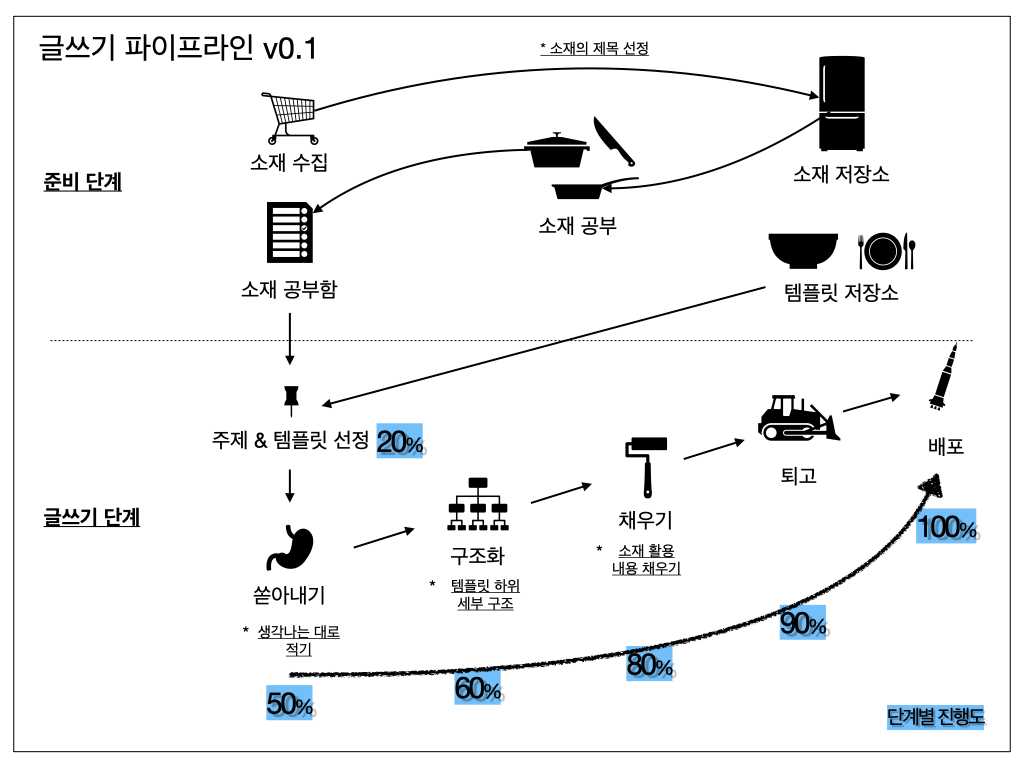 글쓰기 파이프라인 v0.1
* 소재의 제목 선정
소재 수집
소재 저장소
준비 단계
소재 공부
소재 공부함
템플릿 저장소
주제 & 템플릿 선정 20%
배포
퇴고
글쓰기 단계
채우기
100%
구조화
* 소재 활용
내용 채우기
쏟아내기
* 템플릿 하위
세부 구조
* 생각나는 대로
적기
90%
80%
60%
50%
단계별 진행도